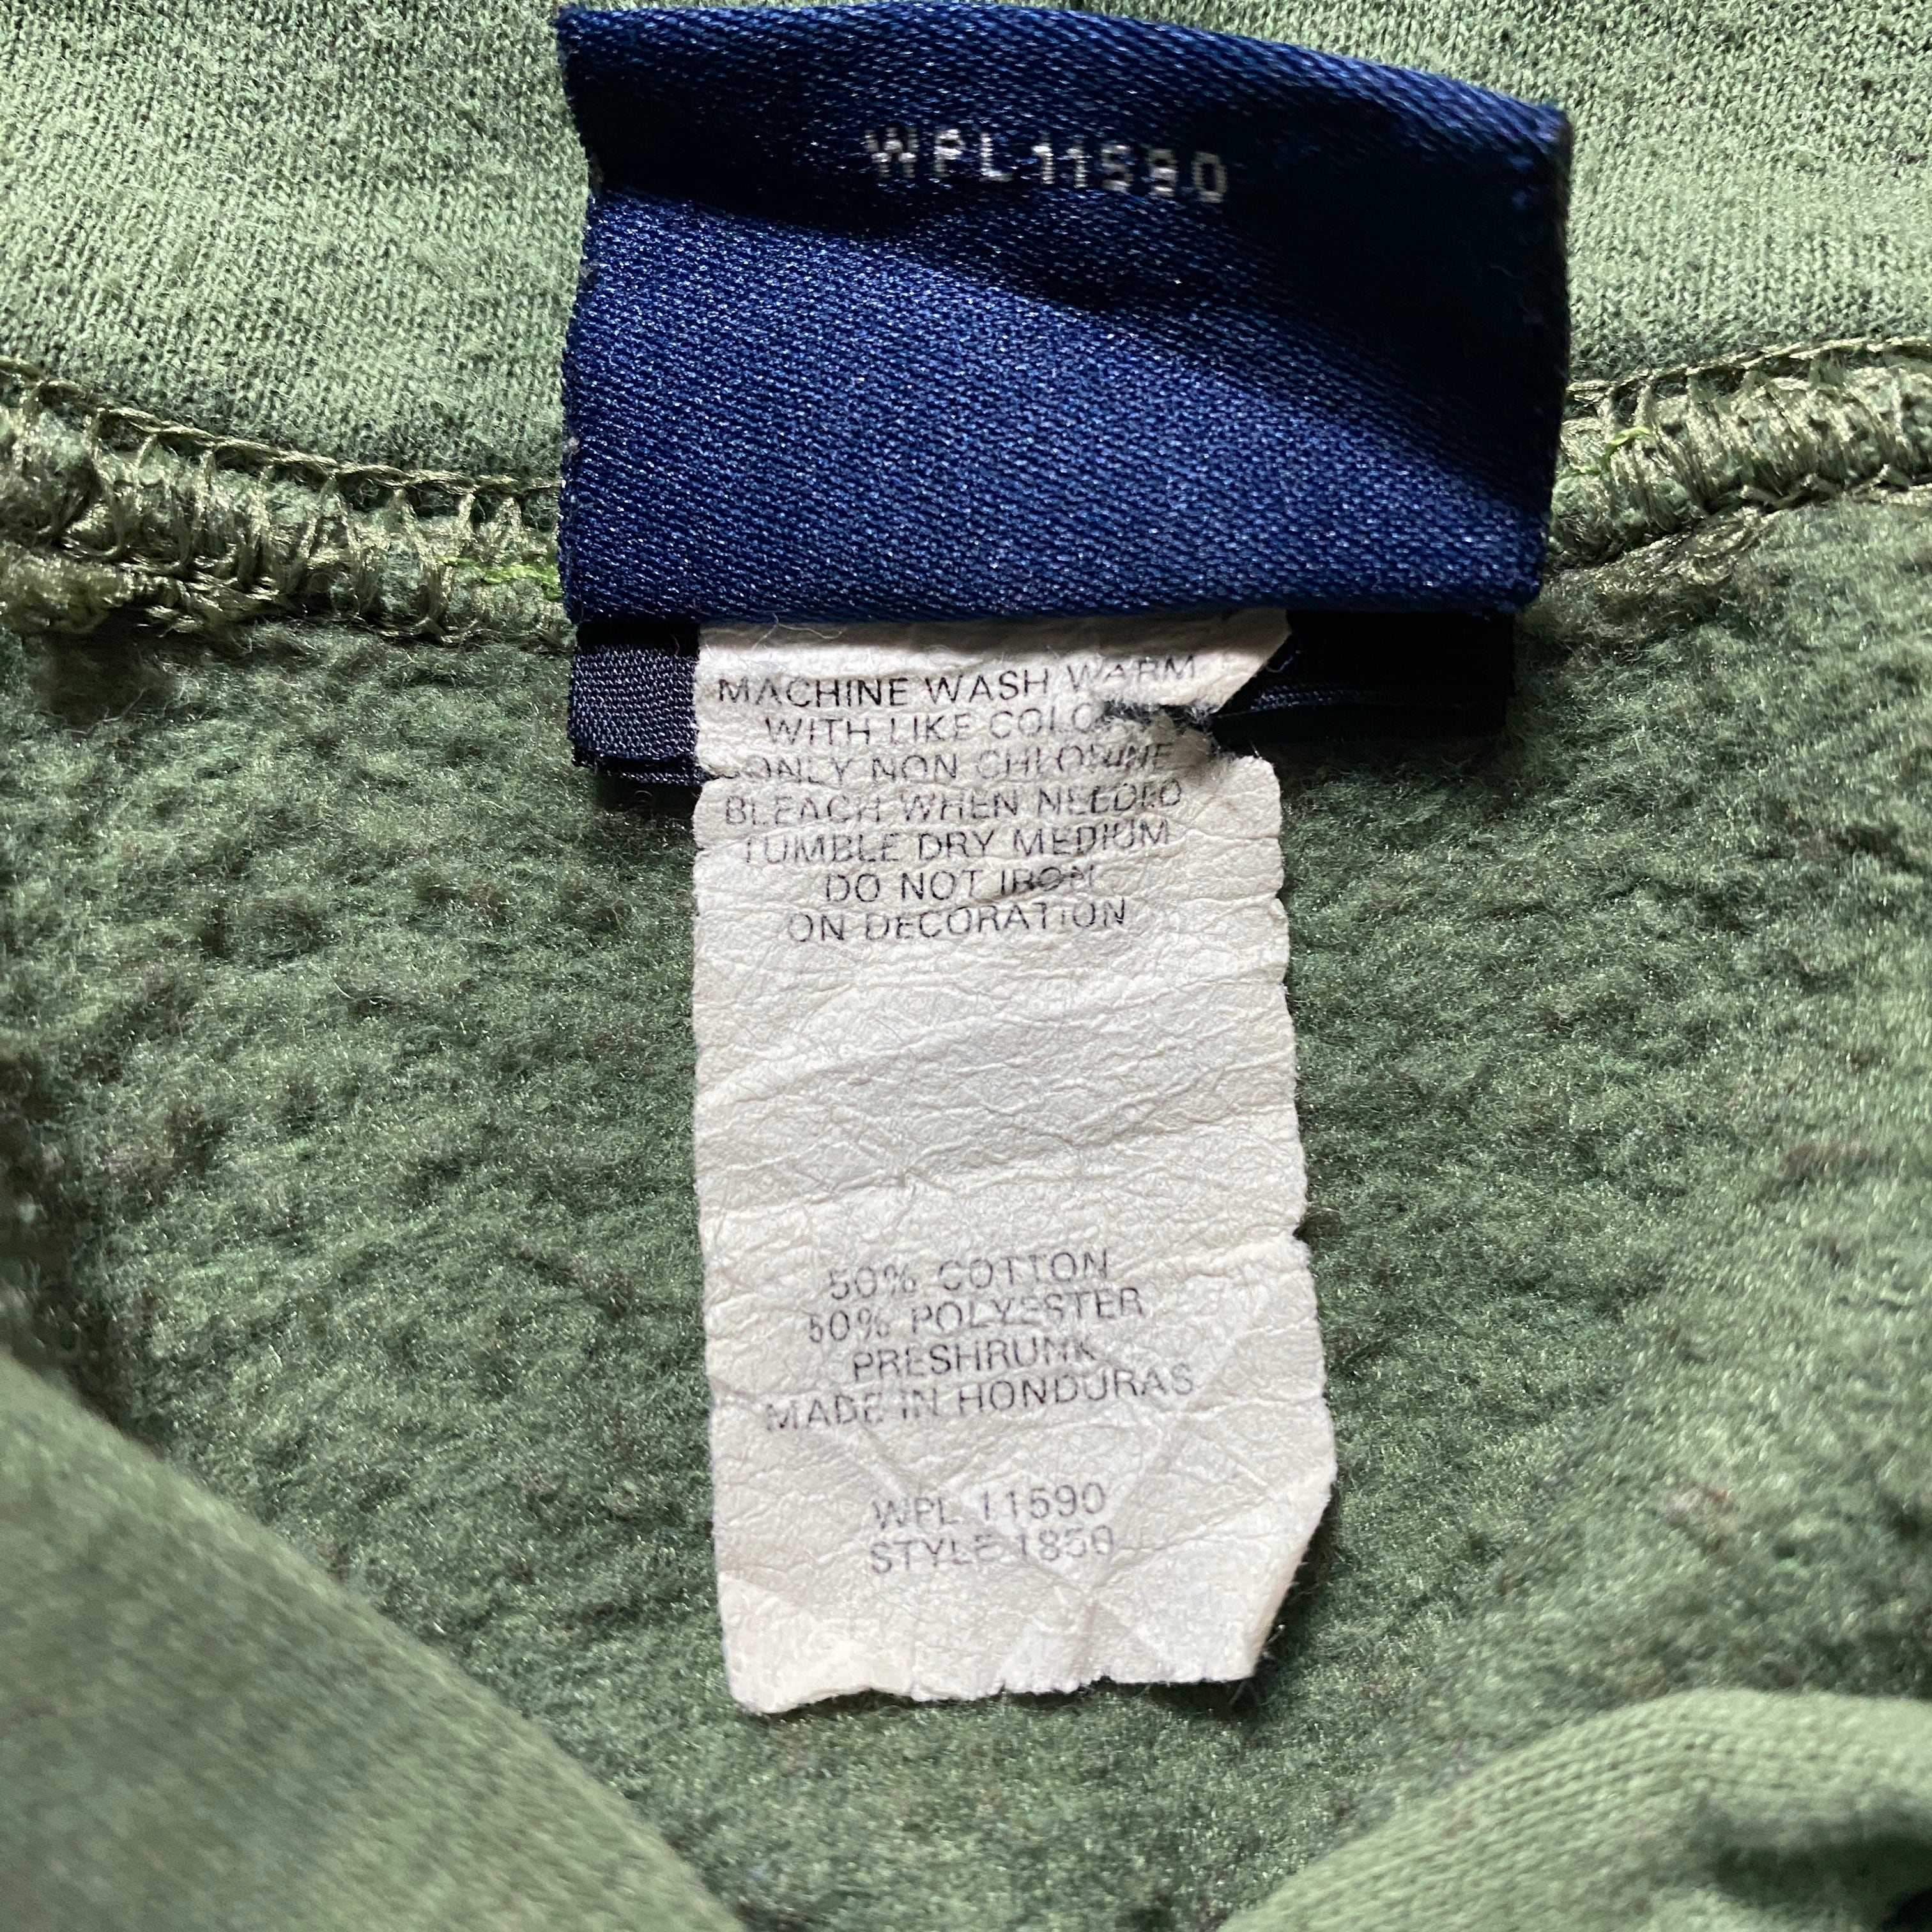 WPL 11590
MACHINE WASH WARM
WITH LIKE COLORS
ONLY NON CHLORINE
BLEACH WHEN NEEDED
TUMBLE DRY MEDIUM
DO NOT IRON
ON DECORATION
50% COTTON
50% POLYESTER
PRESHRUNK
MADE IN HONDURAS
WPL 11590
STYLE 1850